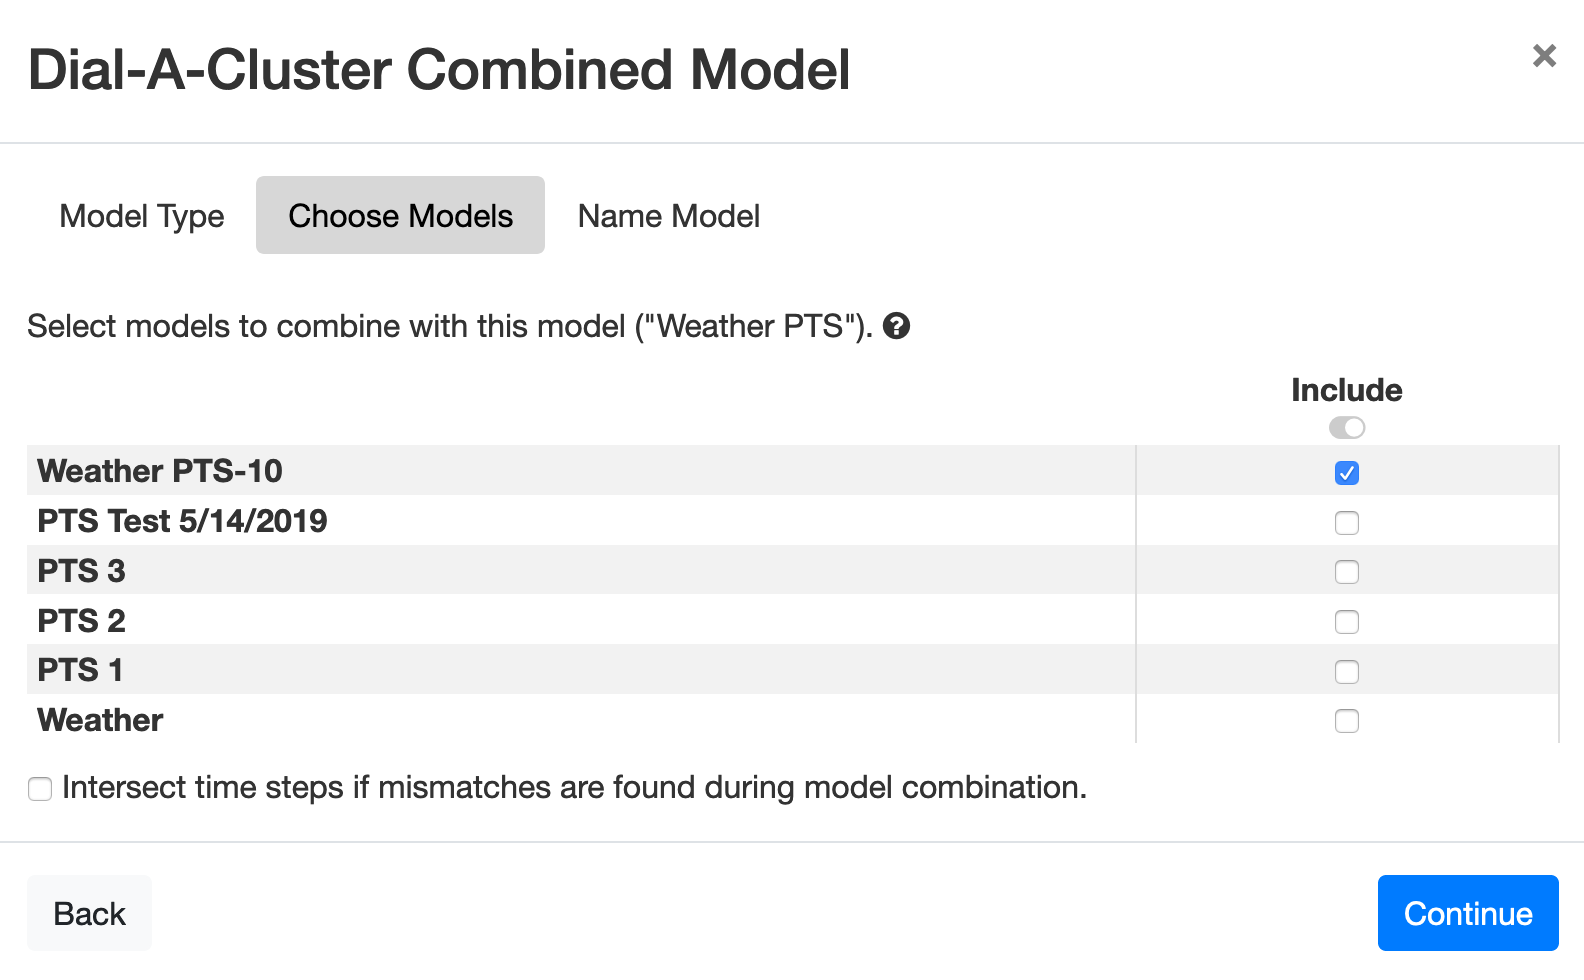 Dial-A-Cluster Combined Model
Model Type
Choose Models
Name Model
Select models to combine with this model ("Weather PTS").
Include
Weather PTS-10
PTS Test 5/14/2019
PTS 3
PTS 2
PTS 1
Weather
Intersect time steps if mismatches are found during model combination.
Back
Continue